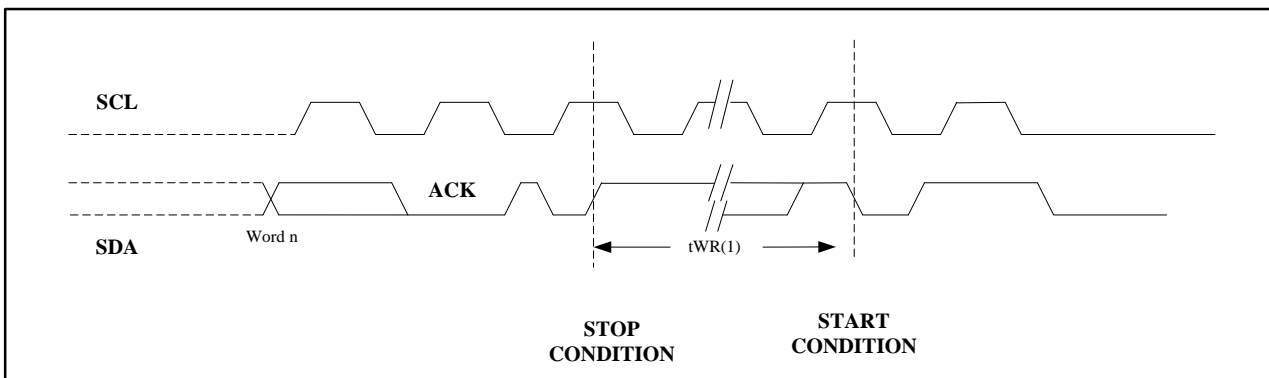 SCL
ACK
Word n
SDA
tWR(1)
STOP
CONDITION
START
CONDITION